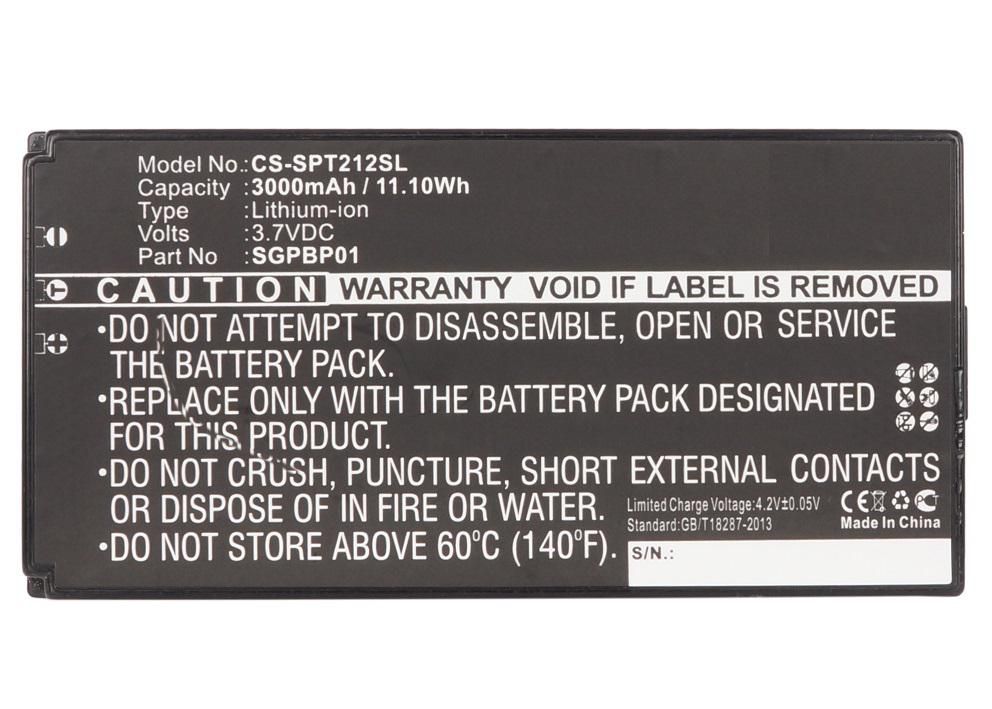 Model No.: CS-SPT212SL
Capacity : 3000mAh / 11.10Wh
Type : Lithium-ion
Volts : 3.7VDC
Part No : SGPBP01
CAUTION WARRANTY VOID IF LABEL IS REMOVED
•DO NOT ATTEMPT TO DISASSEMBLE, OPEN OR SERVICE
THE BATTERY PACK.
•REPLACE ONLY WITH THE BATTERY PACK DESIGNATED
FOR THIS PRODUCT.
•DO NOT CRUSH, PUNCTURE, SHORT EXTERNAL CONTACTS
OR DISPOSE OF IN FIRE OR WATER.
•DO NOT STORE ABOVE 60°C (140°F).
Limited Charge Voltage:4.2V±0.05V
Standard:GB/T18287-2013
CE
Made In China
S/N.: